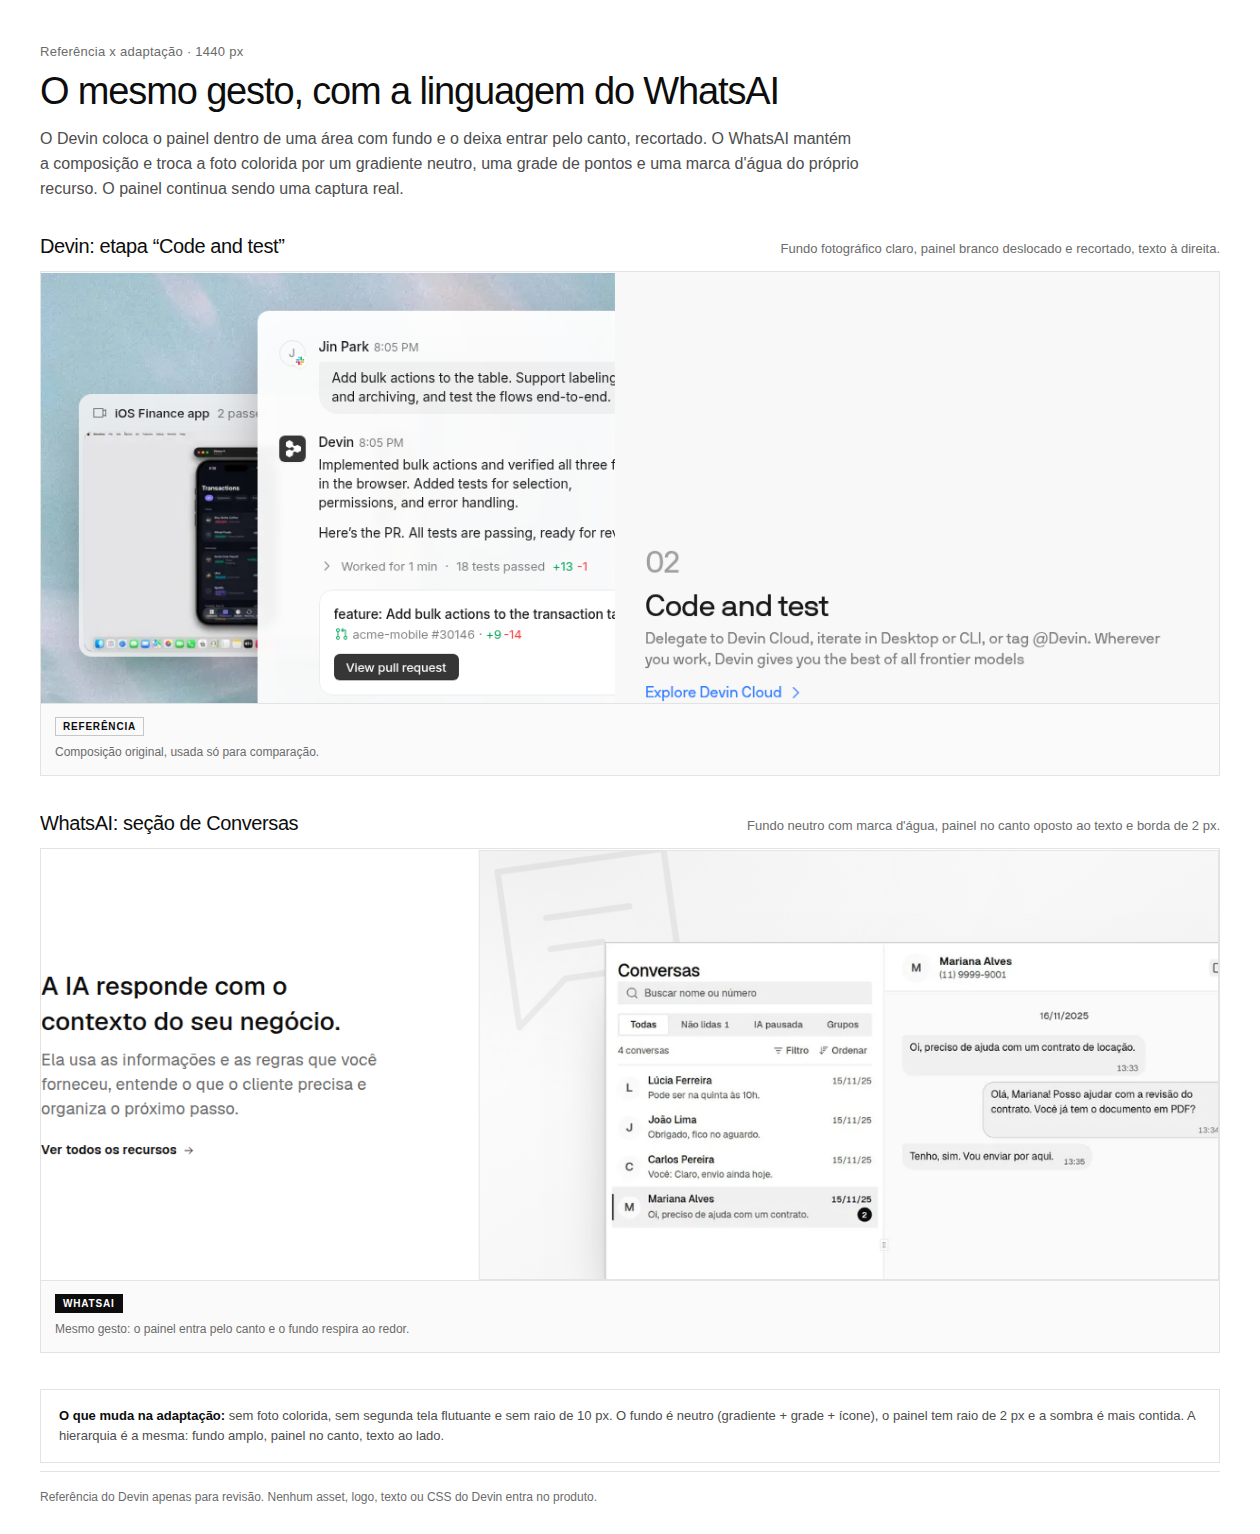 Referência x adaptação · 1440 px
O mesmo gesto, com a linguagem do WhatsAI
O Devin coloca o painel dentro de uma área com fundo e o deixa entrar pelo canto, recortado. O WhatsAI mantém
a composição e troca a foto colorida por um gradiente neutro, uma grade de pontos e uma marca d'água do próprio
recurso. O painel continua sendo uma captura real.
Devin: etapa “Code and test”
Fundo fotográfico claro, painel branco deslocado e recortado, texto à direita.
iOS Finance app 2 passe
Transactions
J
Jin Park 8:05 PM
Add bulk actions to the table. Support labeling
and archiving, and test the flows end-to-end.
Devin 8:05 PM
Implemented bulk actions and verified all three f
in the browser. Added tests for selection,
permissions, and error handling.
Here's the PR. All tests are passing, ready for rev
Worked for 1 min · 18 tests passed +13 -1
feature: Add bulk actions to the transaction ta
acme-mobile #30146 · +9 -14
View pull request
02
Code and test
Delegate to Devin Cloud, iterate in Desktop or CLI, or tag @Devin. Wherever
you work, Devin gives you the best of all frontier models
Explore Devin Cloud
REFERÊNCIA
Composição original, usada só para comparação.
WhatsAI: seção de Conversas
Fundo neutro com marca d'água, painel no canto oposto ao texto e borda de 2 px.
A IA responde com o
contexto do seu negócio.
Ela usa as informações e as regras que você
forneceu, entende o que o cliente precisa e
organiza o próximo passo.
Ver todos os recursos →
Conversas
Buscar nome ou número
Todas Não lidas 1 IA pausada Grupos
4 conversas Filtro Ordenar
L Lúcia Ferreira 15/11/25
Pode ser na quinta às 10h.
J João Lima 15/11/25
Obrigado, fico no aguardo.
C Carlos Pereira 15/11/25
Você: Claro, envio ainda hoje.
M Mariana Alves 15/11/25
Oi, preciso de ajuda com um contrato. 2
M Mariana Alves
(11) 9999-9001
16/11/2025
Oi, preciso de ajuda com um contrato de locação.
13:33
Olá, Mariana! Posso ajudar com a revisão do
contrato. Você já tem o documento em PDF?
13:34
Tenho, sim. Vou enviar por aqui. 13:35
WHATSAI
Mesmo gesto: o painel entra pelo canto e o fundo respira ao redor.
O que muda na adaptação: sem foto colorida, sem segunda tela flutuante e sem raio de 10 px. O fundo é neutro (gradiente + grade + ícone), o painel tem raio de 2 px e a sombra é mais contida. A
hierarquia é a mesma: fundo amplo, painel no canto, texto ao lado.
Referência do Devin apenas para revisão. Nenhum asset, logo, texto ou CSS do Devin entra no produto.